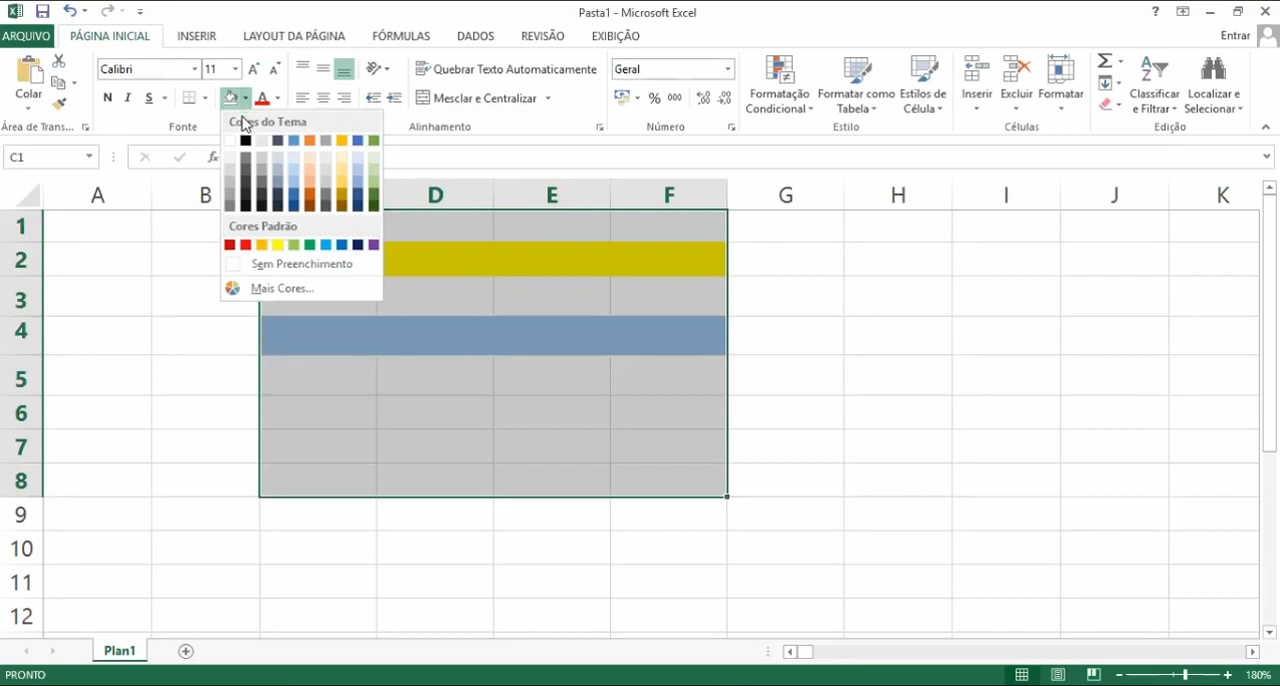 Pasta1 - Microsoft Excel
?
ARQUIVO PÁGINA INICIAL INSERIR LAYOUT DA PÁGINA FÓRMULAS DADOS REVISÃO EXIBIÇÃO Entrar
Colar
Calibri 11
N I S
Quebrar Texto Automaticamente
Mesclar e Centralizar
Geral
% 000
Formatação Condicional
Formatar como Tabela
Estilos de Célula
Inserir
Excluir
Formatar
Classificar e Filtrar
Localizar e Selecionar
Área de Trans... Fonte Alinhamento Número Estilo Células Edição
Cores do Tema
Cores Padrão
Sem Preenchimento
Mais Cores...
C1
fx
A B D E F G H I J K
1
2
3
4
5
6
7
8
9
10
11
12
Plan1
PRONTO 180%